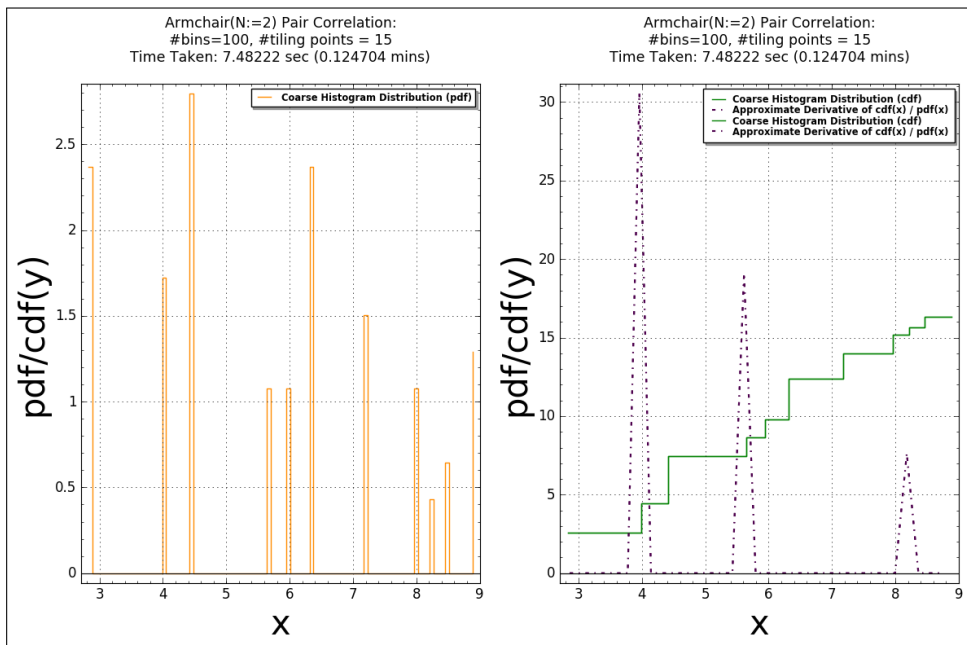 Armchair(N:=2) Pair Correlation:
#bins=100, #tiling points = 15
Time Taken: 7.48222 sec (0.124704 mins)
Coarse Histogram Distribution (pdf)
pdf/cdf(y)
2.5
2
1.5
1
0.5
0
3 4 5 6 7 8 9
x
Armchair(N:=2) Pair Correlation:
#bins=100, #tiling points = 15
Time Taken: 7.48222 sec (0.124704 mins)
Coarse Histogram Distribution (cdf)
Approximate Derivative of cdf(x) / pdf(x)
Coarse Histogram Distribution (cdf)
Approximate Derivative of cdf(x) / pdf(x)
pdf/cdf(y)
30
25
20
15
10
5
0
3 4 5 6 7 8 9
x